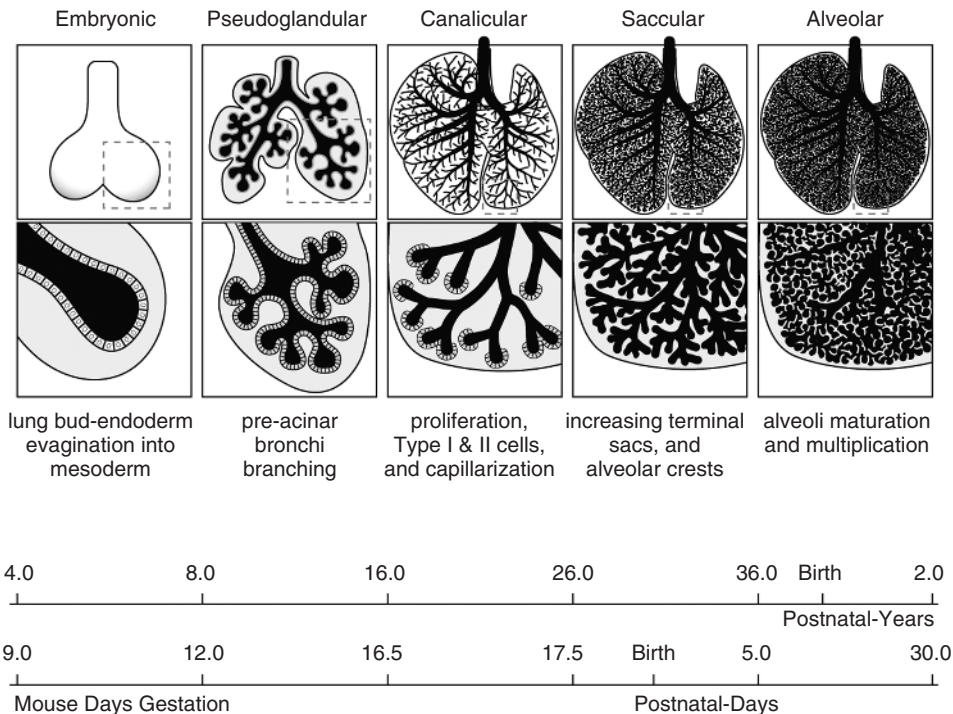 Embryonic
Pseudoglandular
Canalicular
Saccular
Alveolar
lung bud-endoderm
evagination into
mesoderm
pre-acinar
bronchi
branching
proliferation,
Type I & II cells,
and capillarization
increasing terminal
sacs, and
alveolar crests
alveoli maturation
and multiplication
4.0 8.0 16.0 26.0 36.0 Birth 2.0
Postnatal-Years
9.0 12.0 16.5 17.5 Birth 5.0 30.0
Mouse Days Gestation Postnatal-Days